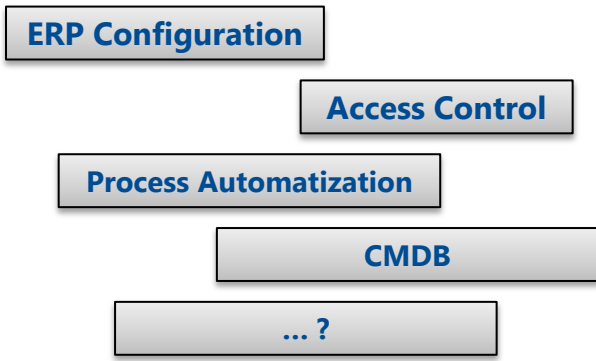 ERP Configuration
Access Control
Process Automatization
CMDB
... ?